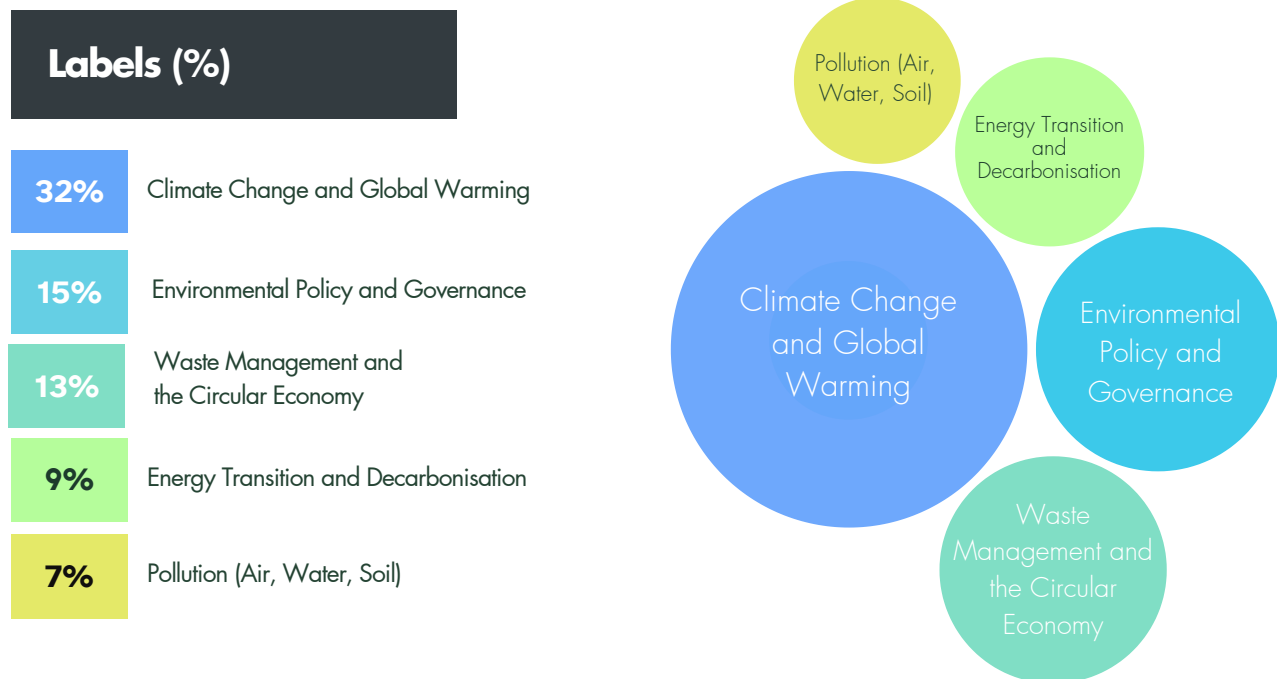 Labels (%)
32% Climate Change and Global Warming
15% Environmental Policy and Governance
13% Waste Management and
the Circular Economy
9% Energy Transition and Decarbonisation
7% Pollution (Air, Water, Soil)
Pollution (Air,
Water, Soil)
Energy Transition
and
Decarbonisation
Climate Change
and Global
Warming
Environmental
Policy and
Governance
Waste
Management and
the Circular
Economy